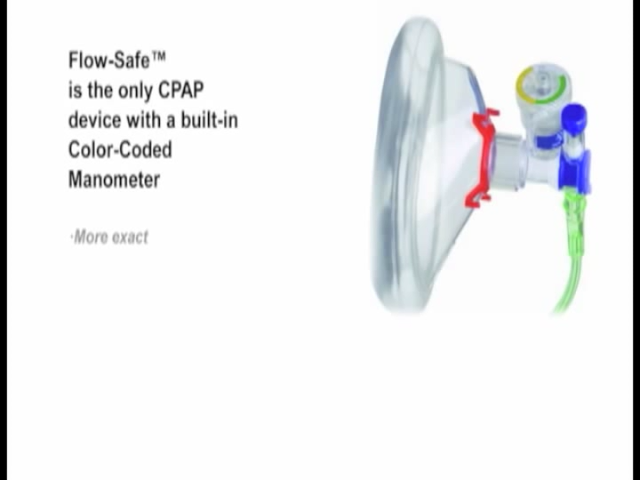 Flow-Safe™
is the only CPAP
device with a built-in
Color-Coded
Manometer
·More exact